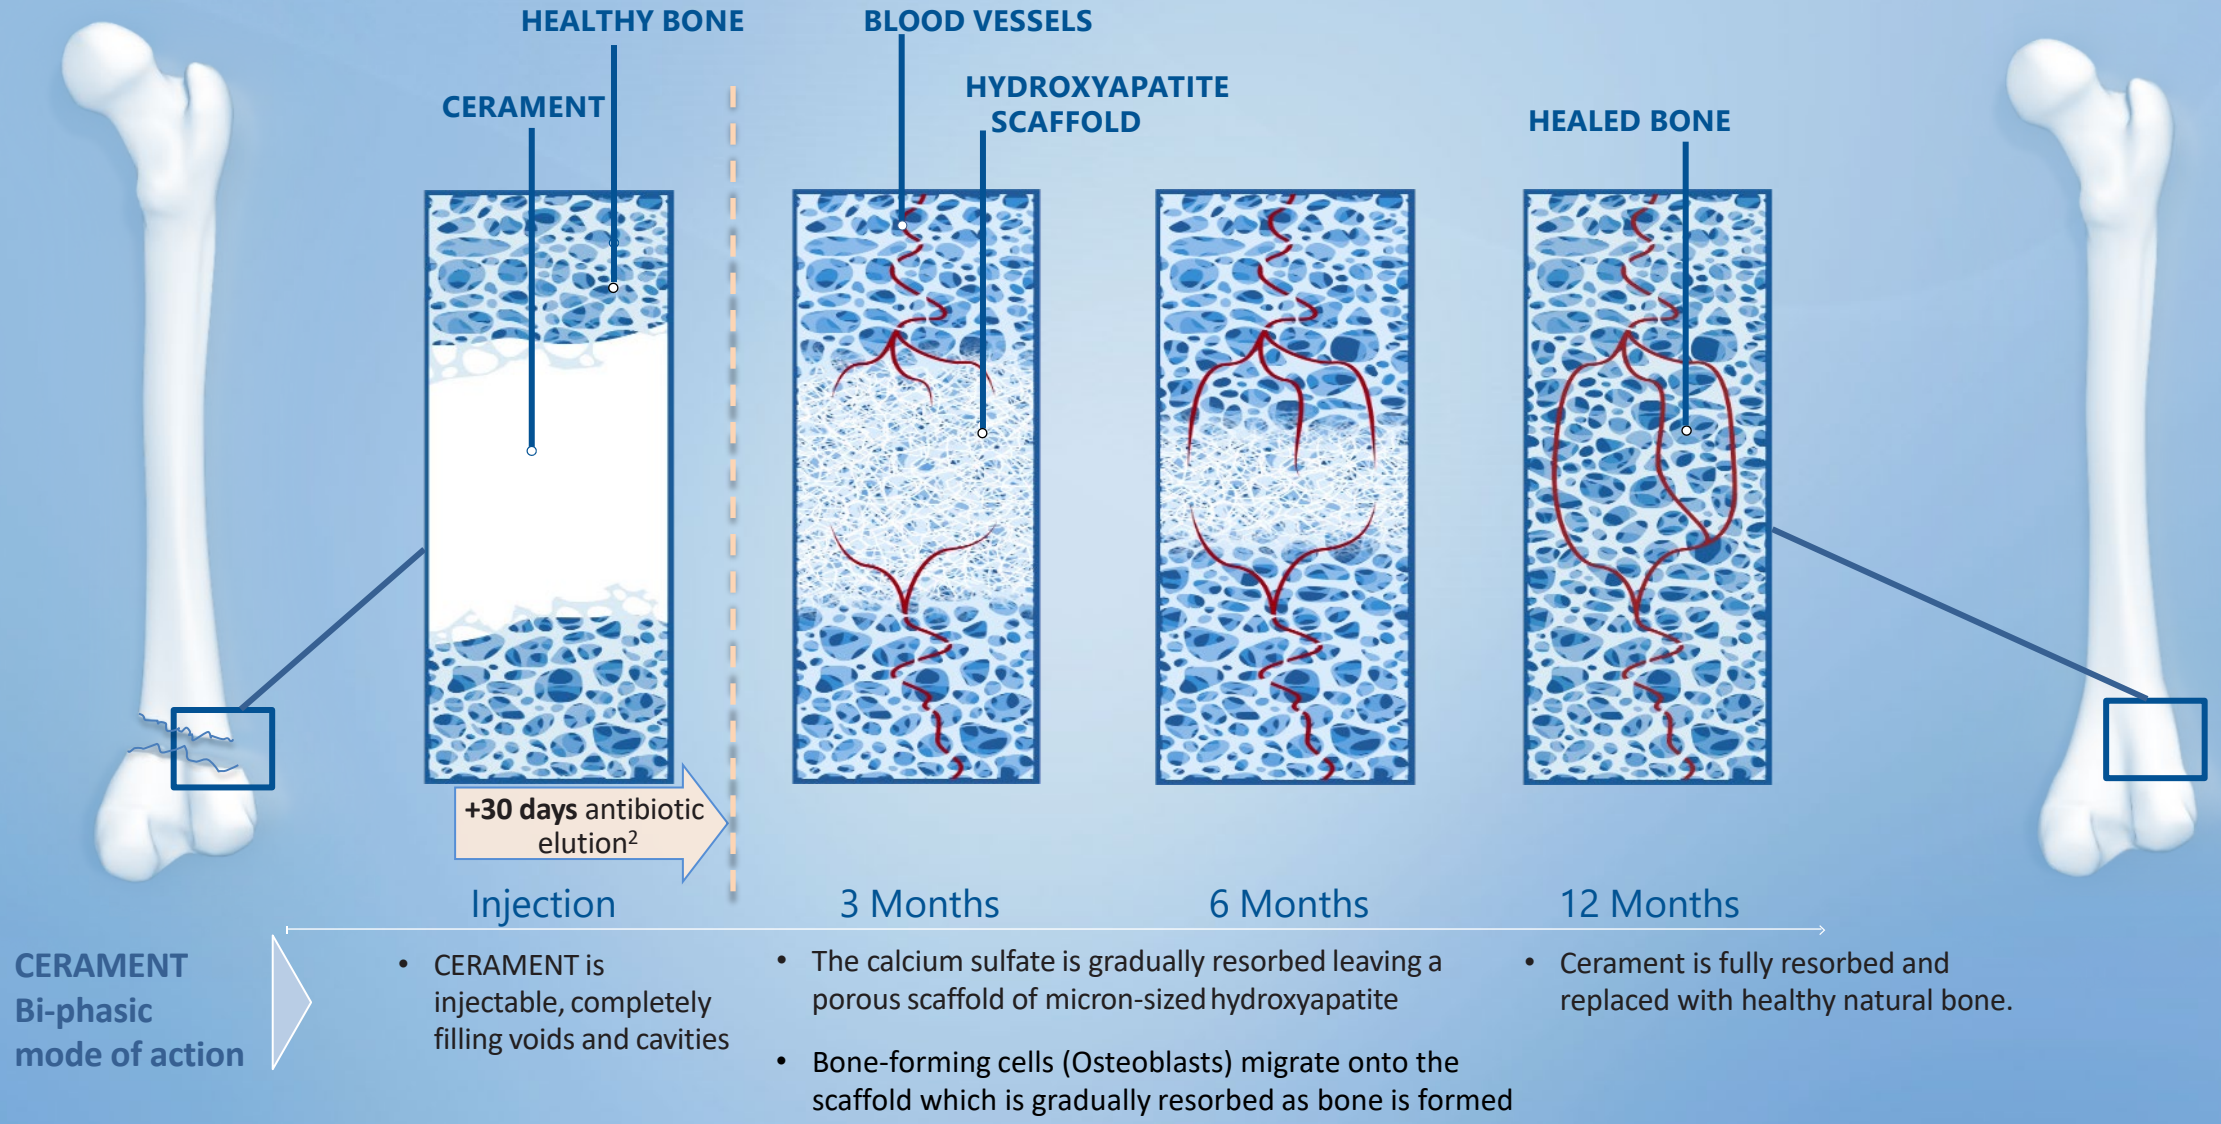 HEALTHY BONE
BLOOD VESSELS
CERAMENT
HYDROXYAPATITE
SCAFFOLD
HEALED BONE
+30 days antibiotic
elution2
Injection
3 Months
6 Months
12 Months
CERAMENT
Bi-phasic
mode of action
• CERAMENT is
injectable, completely
filling voids and cavities
• The calcium sulfate is gradually resorbed leaving a
porous scaffold of micron-sized hydroxyapatite
• Bone-forming cells (Osteoblasts) migrate onto the
scaffold which is gradually resorbed as bone is formed
• Cerament is fully resorbed and
replaced with healthy natural bone.